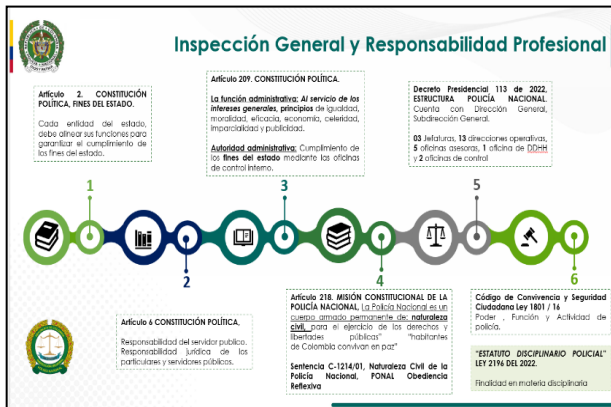 Inspección General y Responsabilidad Profesional
Artículo 2. CONSTITUCIÓN
POLÍTICA, FINES DEL ESTADO.
Cada entidad del estado,
debe alinear sus funciones para
garantizar el cumplimiento de
los fines del estado.
Artículo 209. CONSTITUCIÓN POLÍTICA.
La función administrativa: Al servicio de los
intereses generales, principios de igualdad,
moralidad, eficacia, economía, celeridad,
imparcialidad y publicidad.
Autoridad administrativa: Cumplimiento de
los fines del estado mediante las oficinas
de control interno.
Decreto Presidencial 113 de 2022,
ESTRUCTURA POLICÍA NACIONAL.
Cuenta con Dirección General,
Subdirección General.
03 Jefaturas, 13 direcciones operativas,
5 oficinas asesoras, 1 oficina de DDHH
y 2 oficinas de control
1
3
5
2
4
6
Artículo 6 CONSTITUCIÓN POLÍTICA,
Responsabilidad del servidor publico.
Responsabilidad jurídica de los
particulares y servidores públicos.
Artículo 218. MISIÓN CONSTITUCIONAL DE LA
POLICÍA NACIONAL, La Policía Nacional es un
cuerpo armado permanente de: naturaleza
civil, para el ejercicio de los derechos y
libertades públicas" "habitantes
de Colombia convivan en paz"
Sentencia C-1214/01, Naturaleza Civil de la
Policía Nacional, PONAL Obediencia
Reflexiva
Código de Convivencia y Seguridad
Ciudadana Ley 1801 / 16
Poder , Función y Actividad de
policía.
"ESTATUTO DISCIPLINARIO POLICIAL"
LEY 2196 DEL 2022.
Finalidad en materia disciplinaria